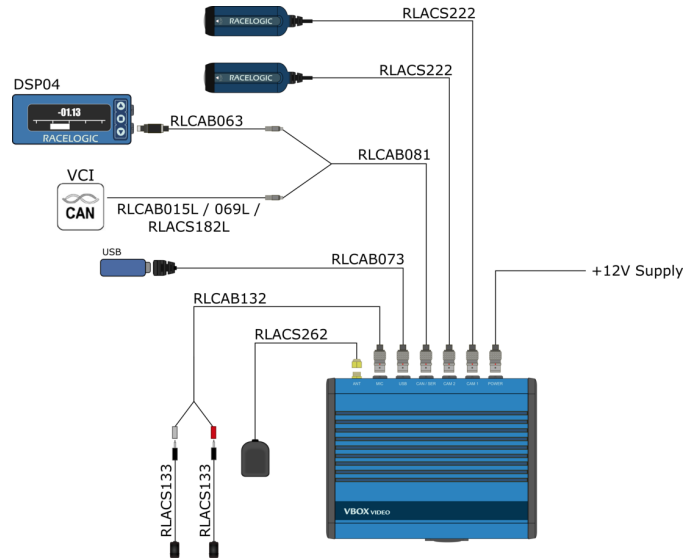 RLACS222
RACELOGIC
RLACS222
RACELOGIC
DSP04
-01.13
RACELOGIC
RLCAB063
RLCAB081
VCI
CAN
RLCAB015L / 069L /
RLACS182L
USB
RLCAB073
+12V Supply
RLCAB132
RLACS262
ANT MIC USB CAN / SER CAM 2 CAM 1 POWER
RLACS133
RLACS133
VBOX VIDEO